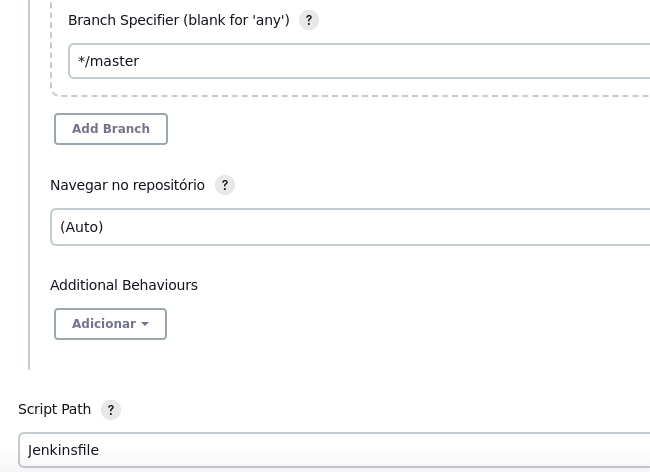 Branch Specifier (blank for 'any') ?
*/master
Add Branch
Navegar no repositório ?
(Auto)
Additional Behaviours
Adicionar
Script Path ?
Jenkinsfile